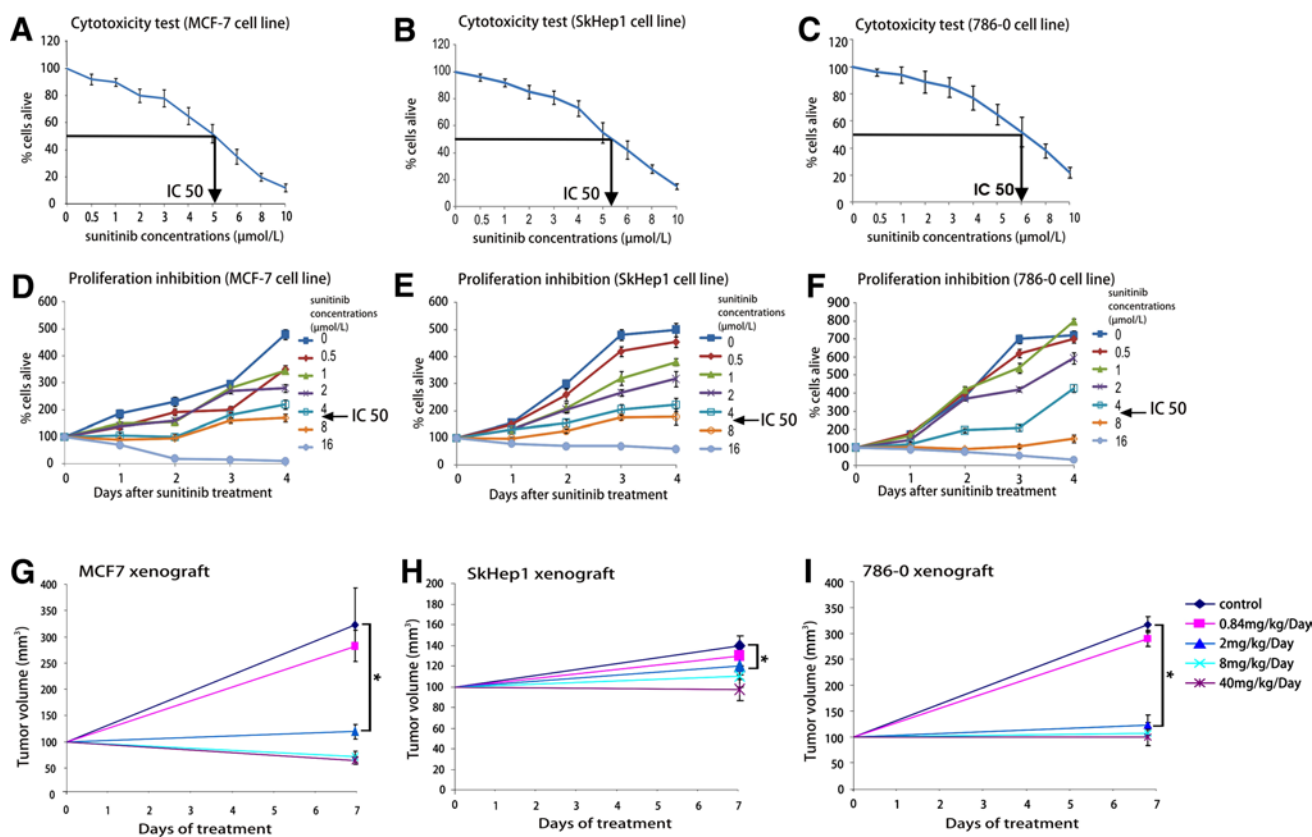 A
Cytotoxicity test (MCF-7 cell line)
120
100
80
60
40
20
0
% cells alive
IC 50
0 0.5 1 2 3 4 5 6 8 10
sunitinib concentrations (µmol/L)
B
Cytotoxicity test (SkHep1 cell line)
120
100
80
60
40
20
0
% cells alive
IC 50
0 0.5 1 2 3 4 5 6 8 10
sunitinib concentrations (µmol/L)
C
Cytotoxicity test (786-0 cell line)
120
100
80
60
40
20
0
% cells alive
IC 50
0 0.5 1 2 3 4 5 6 8 10
sunitinib concentrations (µmol/L)
D
Proliferation inhibition (MCF-7 cell line)
600
500
400
300
200
100
0
% cells alive
0 1 2 3 4
Days after sunitinib treatment
sunitinib
concentrations
(µmol/L)
0
0.5
1
2
4
8
16
IC 50
E
Proliferation inhibition (SkHep1 cell line)
600
500
400
300
200
100
0
% cells alive
0 1 2 3 4
Days after sunitinib treatment
sunitinib
concentrations
(µmol/L)
0
0.5
1
2
4
8
16
IC 50
F
Proliferation inhibition (786-0 cell line)
900
800
700
600
500
400
300
200
100
0
% cells alive
0 1 2 3 4
Days after sunitinib treatment
sunitinib
concentrations
(µmol/L)
0
0.5
1
2
4
8
16
IC 50
G
MCF7 xenograft
400
350
300
250
200
150
100
50
0
Tumor volume (mm³)
*
0 1 2 3 4 5 6 7
Days of treatment
H
SkHep1 xenograft
200
180
160
140
120
100
80
60
40
20
0
Tumor volume (mm³)
*
0 1 2 3 4 5 6 7
Days of treatment
I
786-0 xenograft
400
350
300
250
200
150
100
50
0
Tumor volume (mm³)
*
0 1 2 3 4 5 6 7
Days of treatment
control
0.84mg/kg/Day
2mg/kg/Day
8mg/kg/Day
40mg/kg/Day